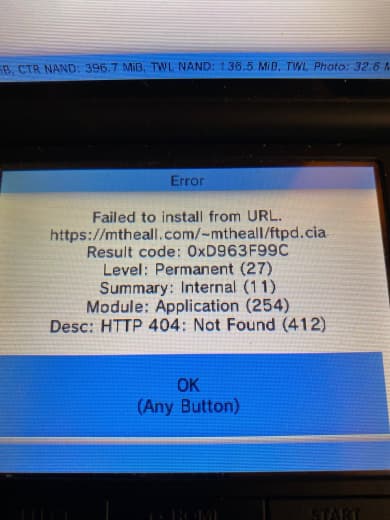 iB, CTR NAND: 396.7 MiB, TWL NAND: 136.5 MiB, TWL Photo: 32.6 M
Error
Failed to install from URL.
https://mtheall.com/~mtheall/ftpd.cia
Result code: 0xD963F99C
Level: Permanent (27)
Summary: Internal (11)
Module: Application (254)
Desc: HTTP 404: Not Found (412)
OK
(Any Button)
START